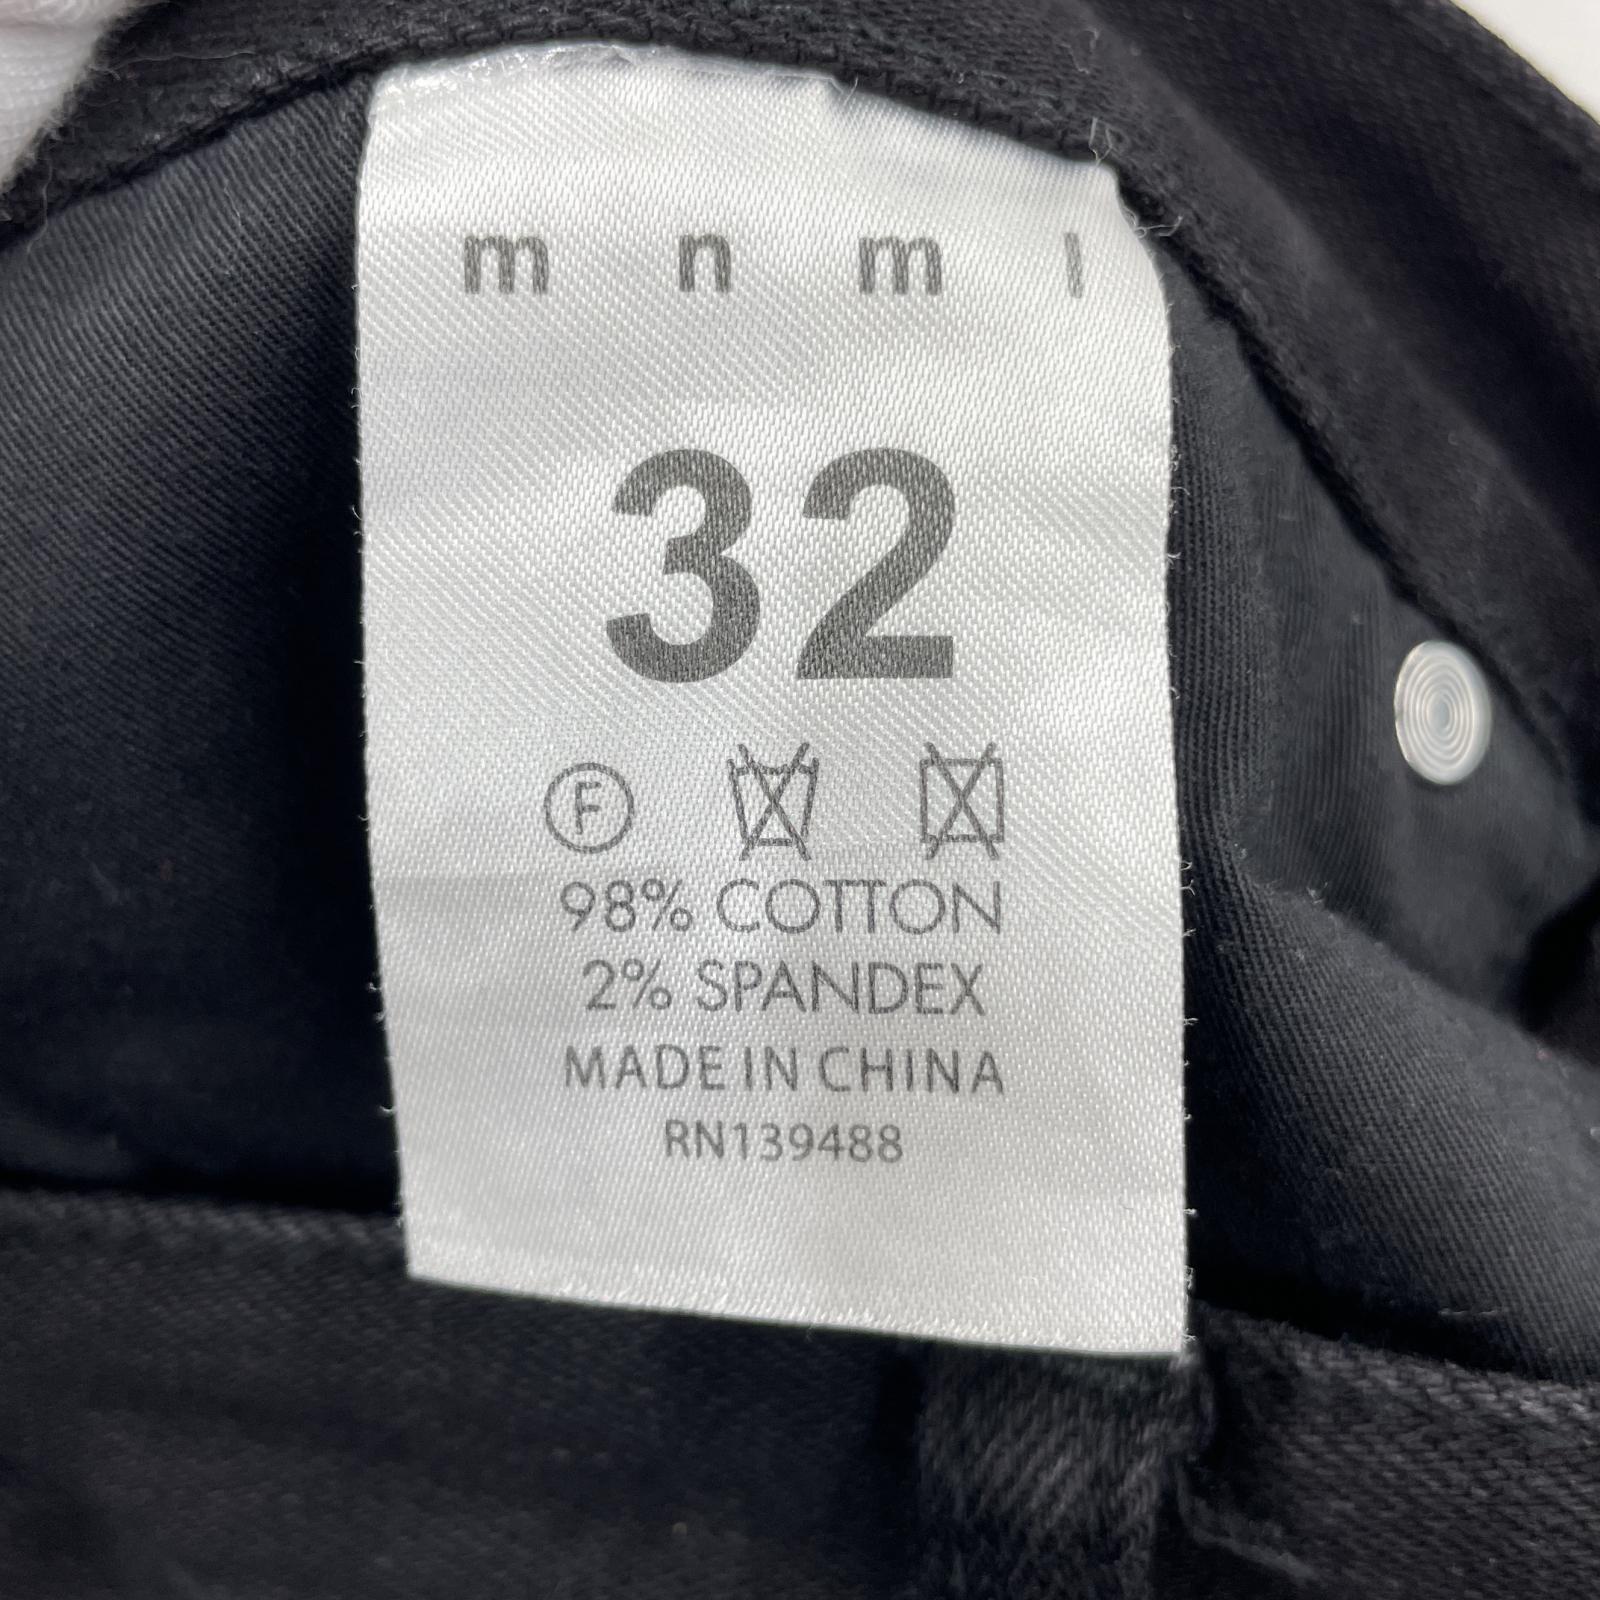 m n m l
32
F
98% COTTON
2% SPANDEX
MADE IN CHINA
RN139488